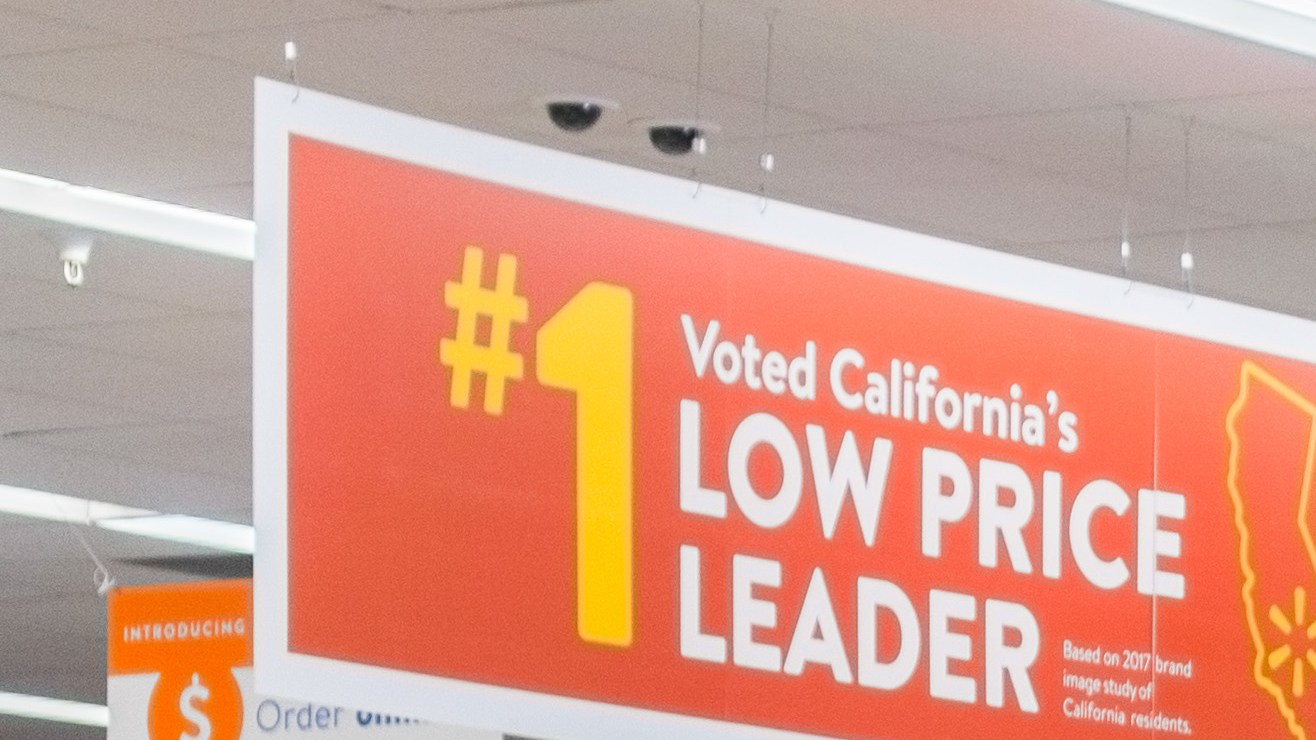 #1
Voted California's
LOW PRICE
LEADER
Based on 2017 brand
image study of
California residents.
INTRODUCING
$
Order